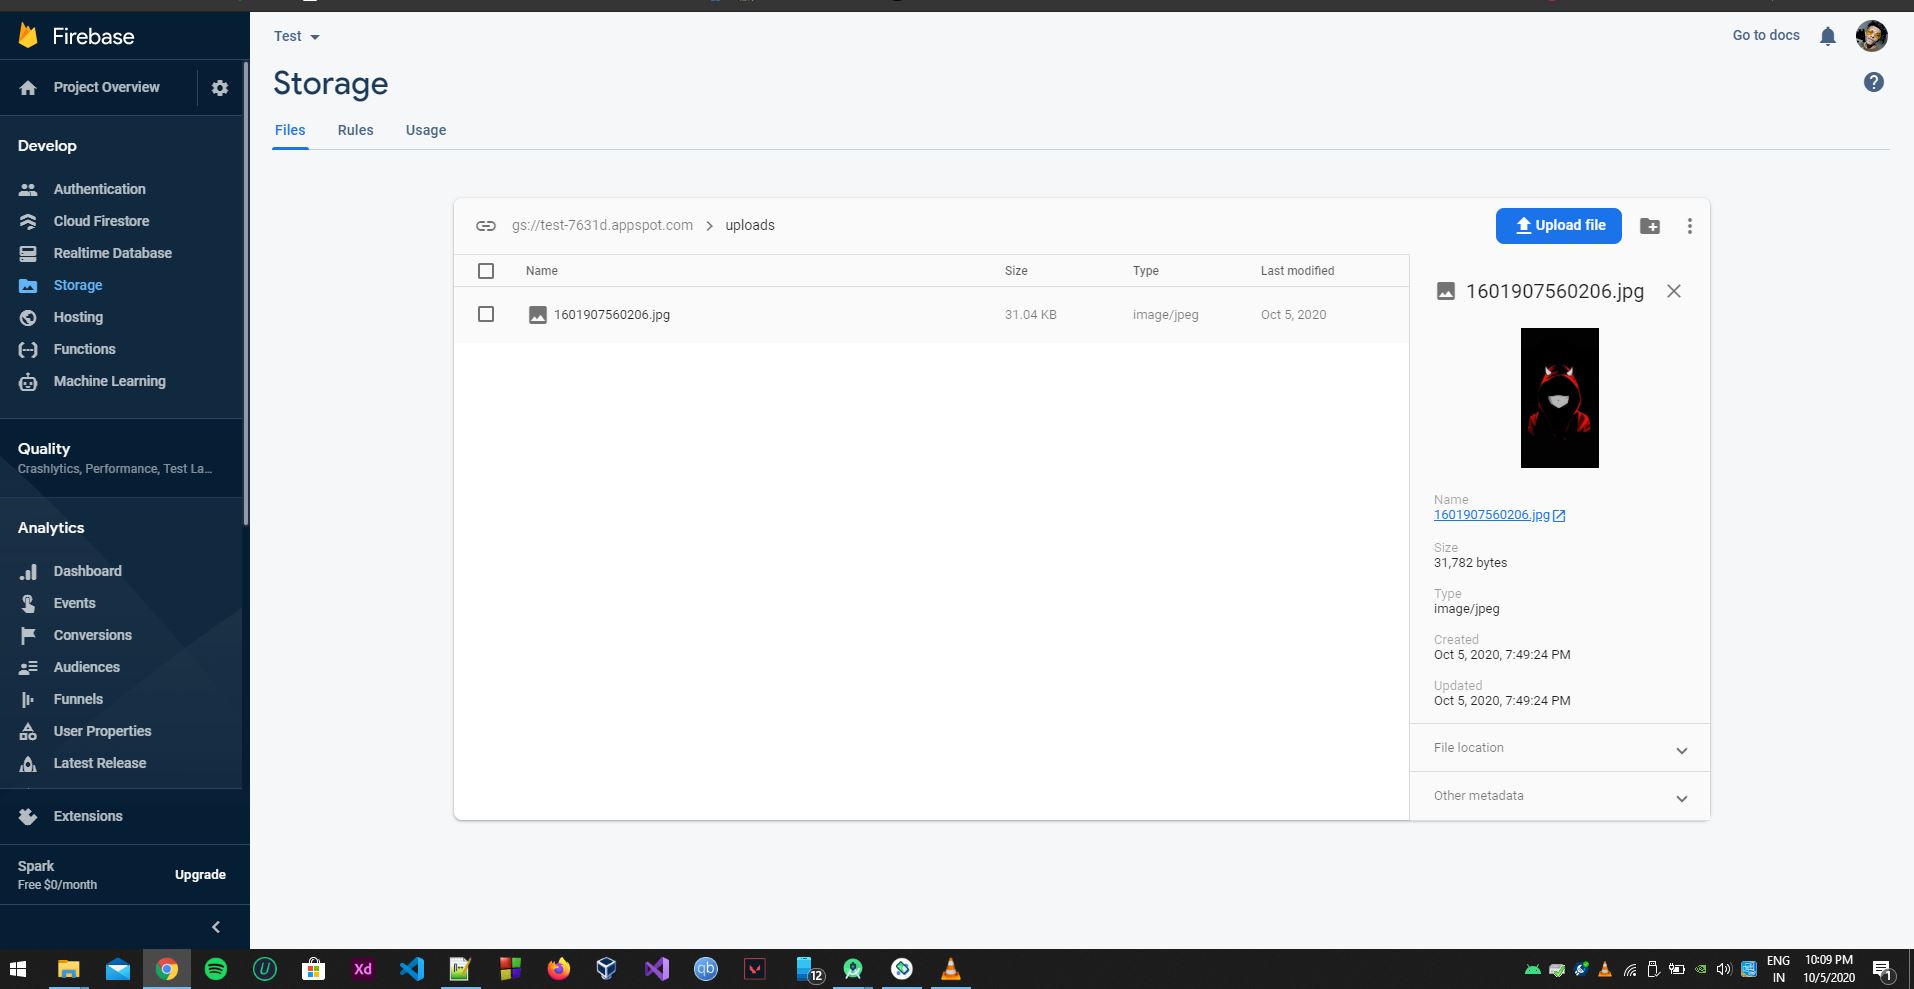 Firebase
Project Overview
Develop
Authentication
Cloud Firestore
Realtime Database
Storage
Hosting
Functions
Machine Learning
Quality
Crashlytics, Performance, Test La...
Analytics
Dashboard
Events
Conversions
Audiences
Funnels
User Properties
Latest Release
Extensions
Spark
Free $0/month
Upgrade
Test
Go to docs
Storage
Files Rules Usage
gs://test-7631d.appspot.com > uploads
Upload file
Name Size Type Last modified
1601907560206.jpg 31.04 KB image/jpeg Oct 5, 2020
1601907560206.jpg
Name
1601907560206.jpg
Size
31,782 bytes
Type
image/jpeg
Created
Oct 5, 2020, 7:49:24 PM
Updated
Oct 5, 2020, 7:49:24 PM
File location
Other metadata
Xd
qb
12
ENG
IN
10:09 PM
10/5/2020
1